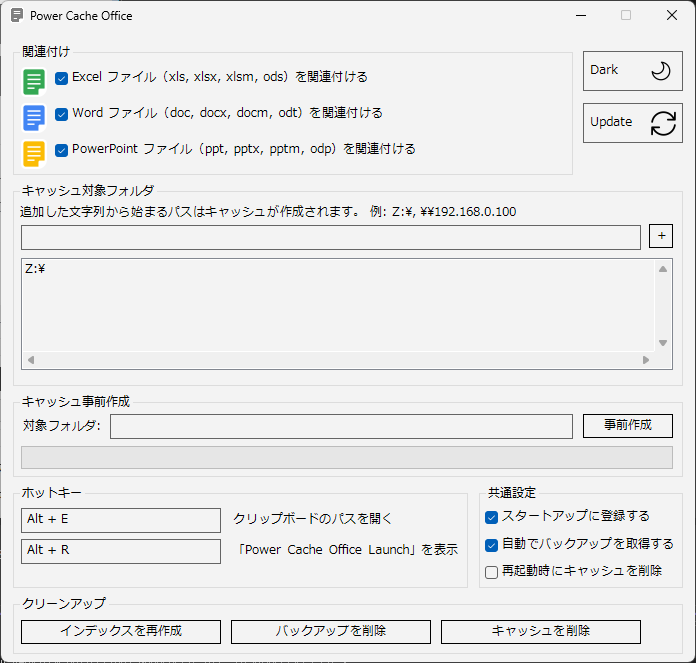 Power Cache Office
関連付け
Excel ファイル（xls, xlsx, xlsm, ods）を関連付ける
Word ファイル（doc, docx, docm, odt）を関連付ける
PowerPoint ファイル（ppt, pptx, pptm, odp）を関連付ける
Dark
Update
キャッシュ対象フォルダ
追加した文字列から始まるパスはキャッシュが作成されます。 例: Z:¥, ¥¥192.168.0.100
+
Z:¥
キャッシュ事前作成
対象フォルダ:
事前作成
ホットキー
Alt + E
クリップボードのパスを開く
Alt + R
「Power Cache Office Launch」を表示
共通設定
スタートアップに登録する
自動でバックアップを取得する
再起動時にキャッシュを削除
クリーンアップ
インデックスを再作成
バックアップを削除
キャッシュを削除